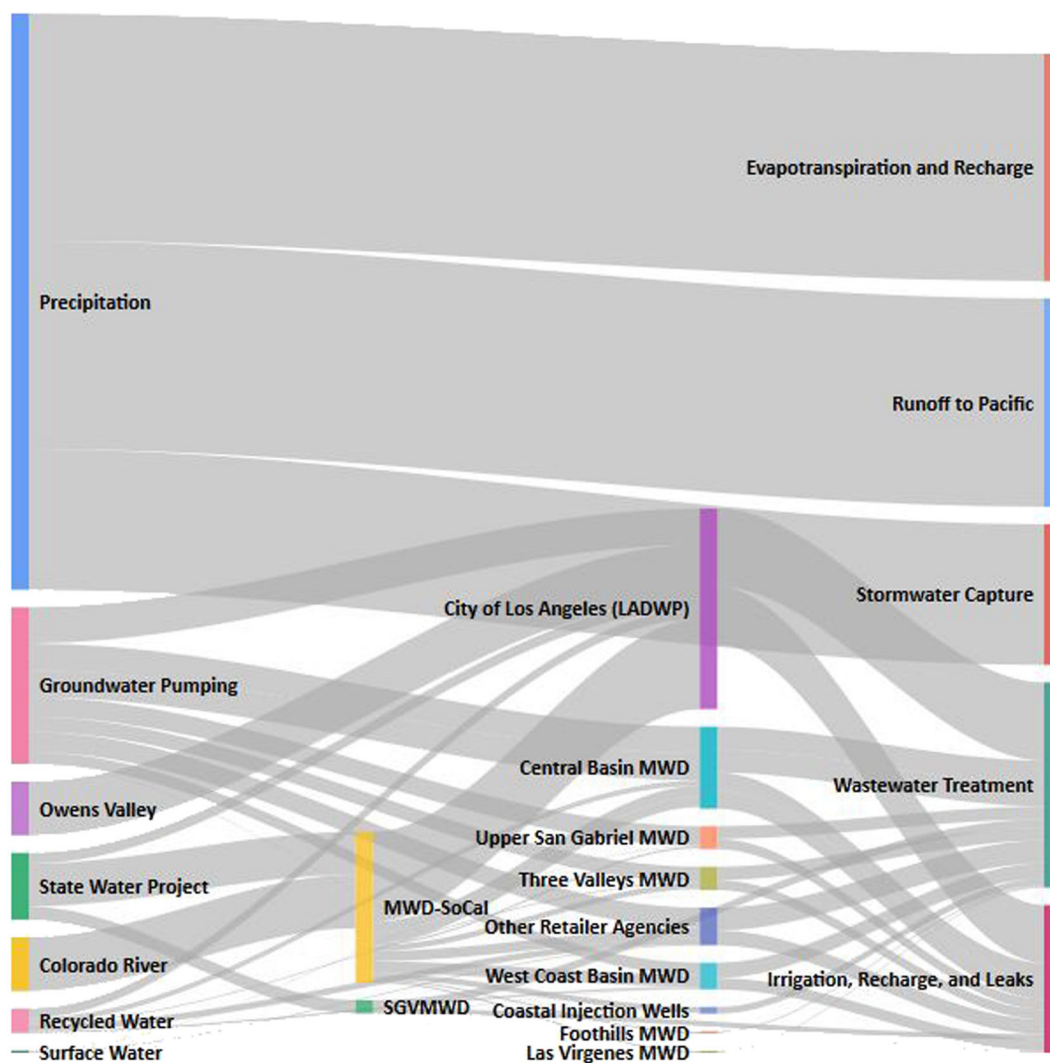 Evapotranspiration and Recharge
Precipitation
Runoff to Pacific
Stormwater Capture
City of Los Angeles (LADWP)
Groundwater Pumping
Central Basin MWD
Wastewater Treatment
Owens Valley
Upper San Gabriel MWD
Three Valleys MWD
State Water Project
MWD-SoCal
Other Retailer Agencies
Colorado River
West Coast Basin MWD
Irrigation, Recharge, and Leaks
SGVMWD
Coastal Injection Wells
Recycled Water
Foothills MWD
Surface Water
Las Virgenes MWD